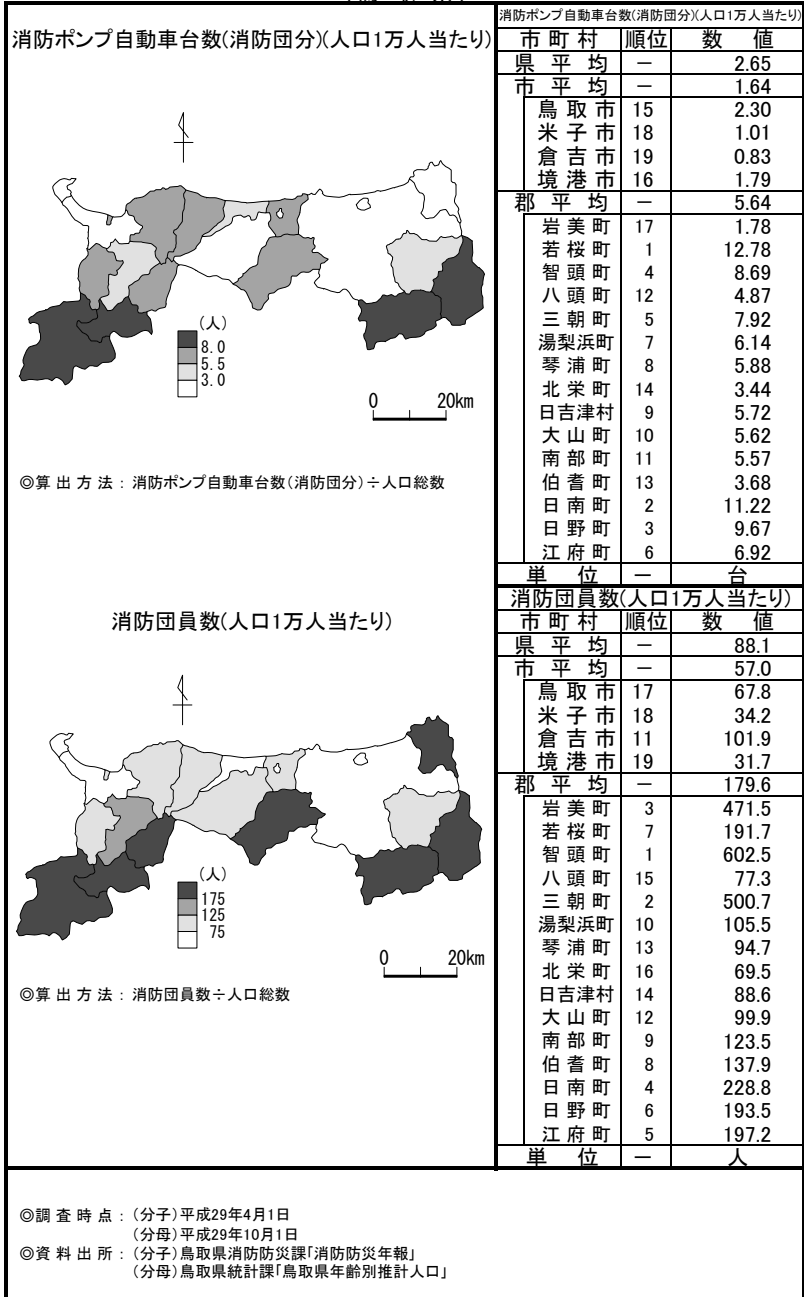 消防ポンプ自動車台数(消防団分)(人口1万人当たり)
(人)
8.0
5.5
3.0
0 20km
◎算出方法：消防ポンプ自動車台数(消防団分)÷人口総数
消防ポンプ自動車台数(消防団分)(人口1万人当たり)
市町村 順位 数値
県平均 － 2.65
市平均 － 1.64
鳥取市 15 2.30
米子市 18 1.01
倉吉市 19 0.83
境港市 16 1.79
郡平均 － 5.64
岩美町 17 1.78
若桜町 1 12.78
智頭町 4 8.69
八頭町 12 4.87
三朝町 5 7.92
湯梨浜町 7 6.14
琴浦町 8 5.88
北栄町 14 3.44
日吉津村 9 5.72
大山町 10 5.62
南部町 11 5.57
伯耆町 13 3.68
日南町 2 11.22
日野町 3 9.67
江府町 6 6.92
単位 － 台
消防団員数(人口1万人当たり)
(人)
175
125
75
0 20km
◎算出方法：消防団員数÷人口総数
消防団員数(人口1万人当たり)
市町村 順位 数値
県平均 － 88.1
市平均 － 57.0
鳥取市 17 67.8
米子市 18 34.2
倉吉市 11 101.9
境港市 19 31.7
郡平均 － 179.6
岩美町 3 471.5
若桜町 7 191.7
智頭町 1 602.5
八頭町 15 77.3
三朝町 2 500.7
湯梨浜町 10 105.5
琴浦町 13 94.7
北栄町 16 69.5
日吉津村 14 88.6
大山町 12 99.9
南部町 9 123.5
伯耆町 8 137.9
日南町 4 228.8
日野町 6 193.5
江府町 5 197.2
単位 － 人
◎調査時点：(分子)平成29年4月1日
(分母)平成29年10月1日
◎資料出所：(分子)鳥取県消防防災課「消防防災年報」
(分母)鳥取県統計課「鳥取県年齢別推計人口」